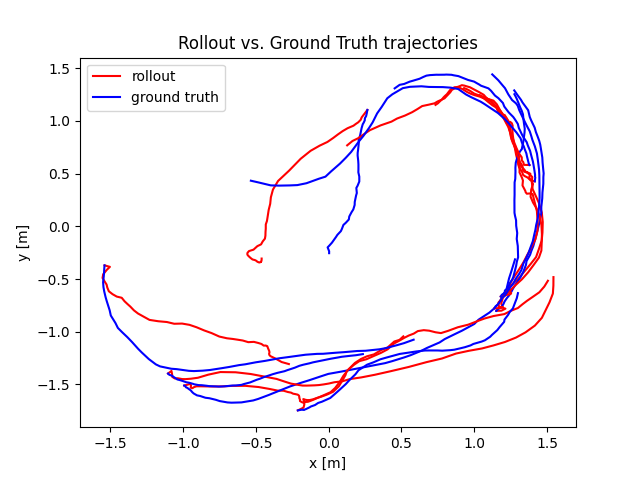 Rollout vs. Ground Truth trajectories
rollout
ground truth
1.5
1.0
0.5
0.0
−0.5
−1.0
−1.5
y [m]
−1.5 −1.0 −0.5 0.0 0.5 1.0 1.5
x [m]